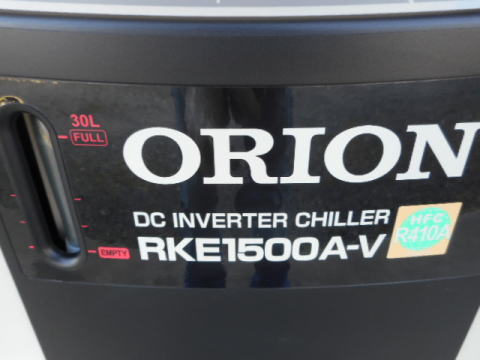 30L
FULL
ORION
DC INVERTER CHILLER
HFC
R410A
RKE1500A-V
EMPTY